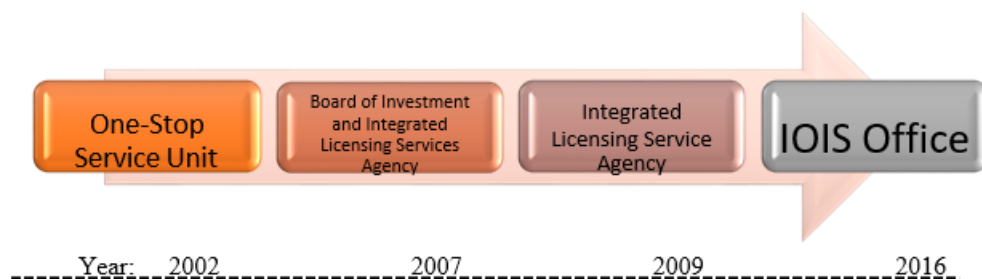 One-Stop
Service Unit
Board of Investment
and Integrated
Licensing Services
Agency
Integrated
Licensing Service
Agency
IOIS Office
Year: 2002 2007 2009 2016